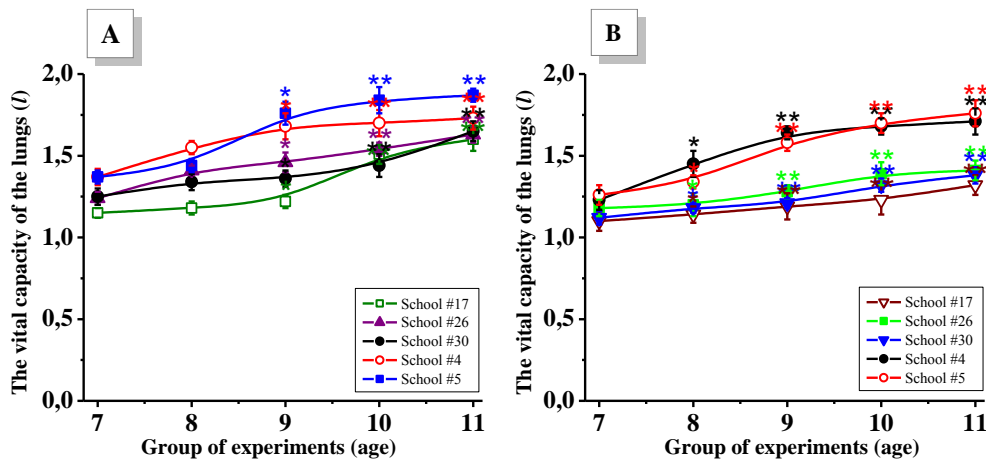 A
The vital capacity of the lungs (l)
2,0
1,5
1,0
0,5
0,0
7 8 9 10 11
Group of experiments (age)
* ** **
* ** **
* ** **
** **
* ** **
School #17
School #26
School #30
School #4
School #5
B
The vital capacity of the lungs (l)
2,0
1,5
1,0
0,5
0,0
7 8 9 10 11
Group of experiments (age)
School #17
School #26
School #30
School #4
School #5